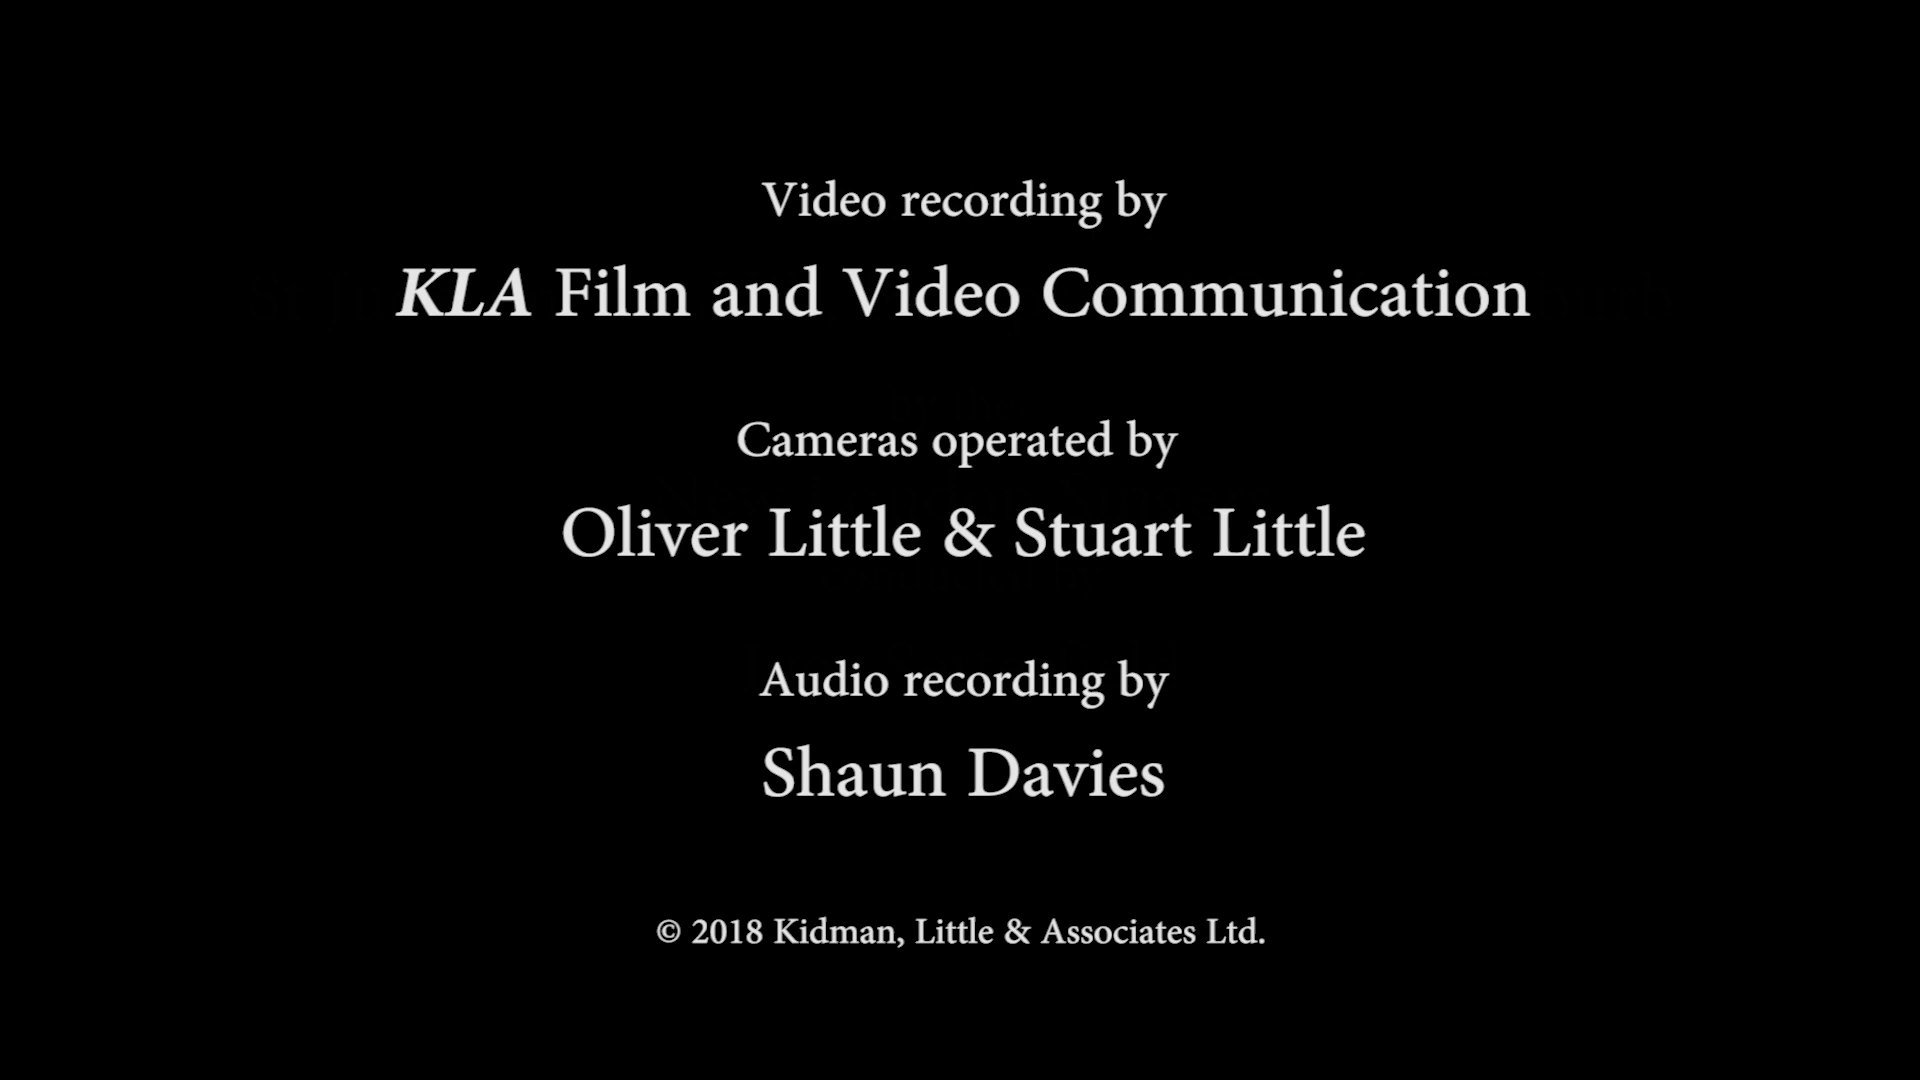 Video recording by
KLA Film and Video Communication
Cameras operated by
Oliver Little & Stuart Little
Audio recording by
Shaun Davies
© 2018 Kidman, Little & Associates Ltd.